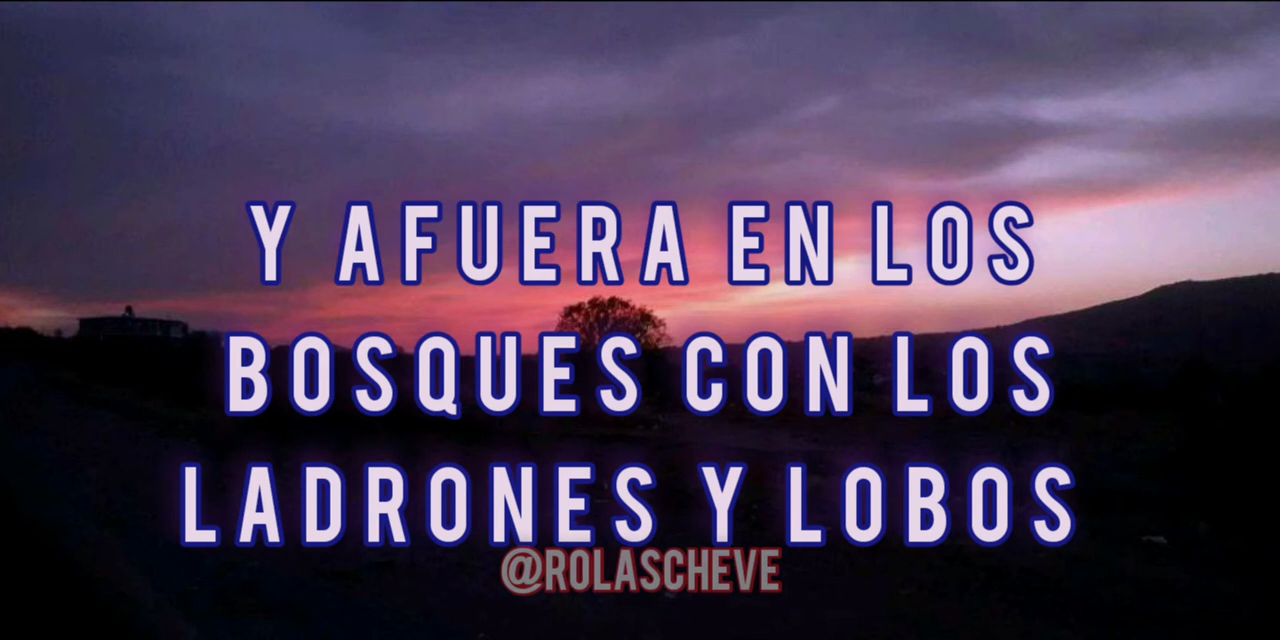 Y AFUERA EN LOS
BOSQUES CON LOS
LADRONES Y LOBOS
@ROLASCHEVE